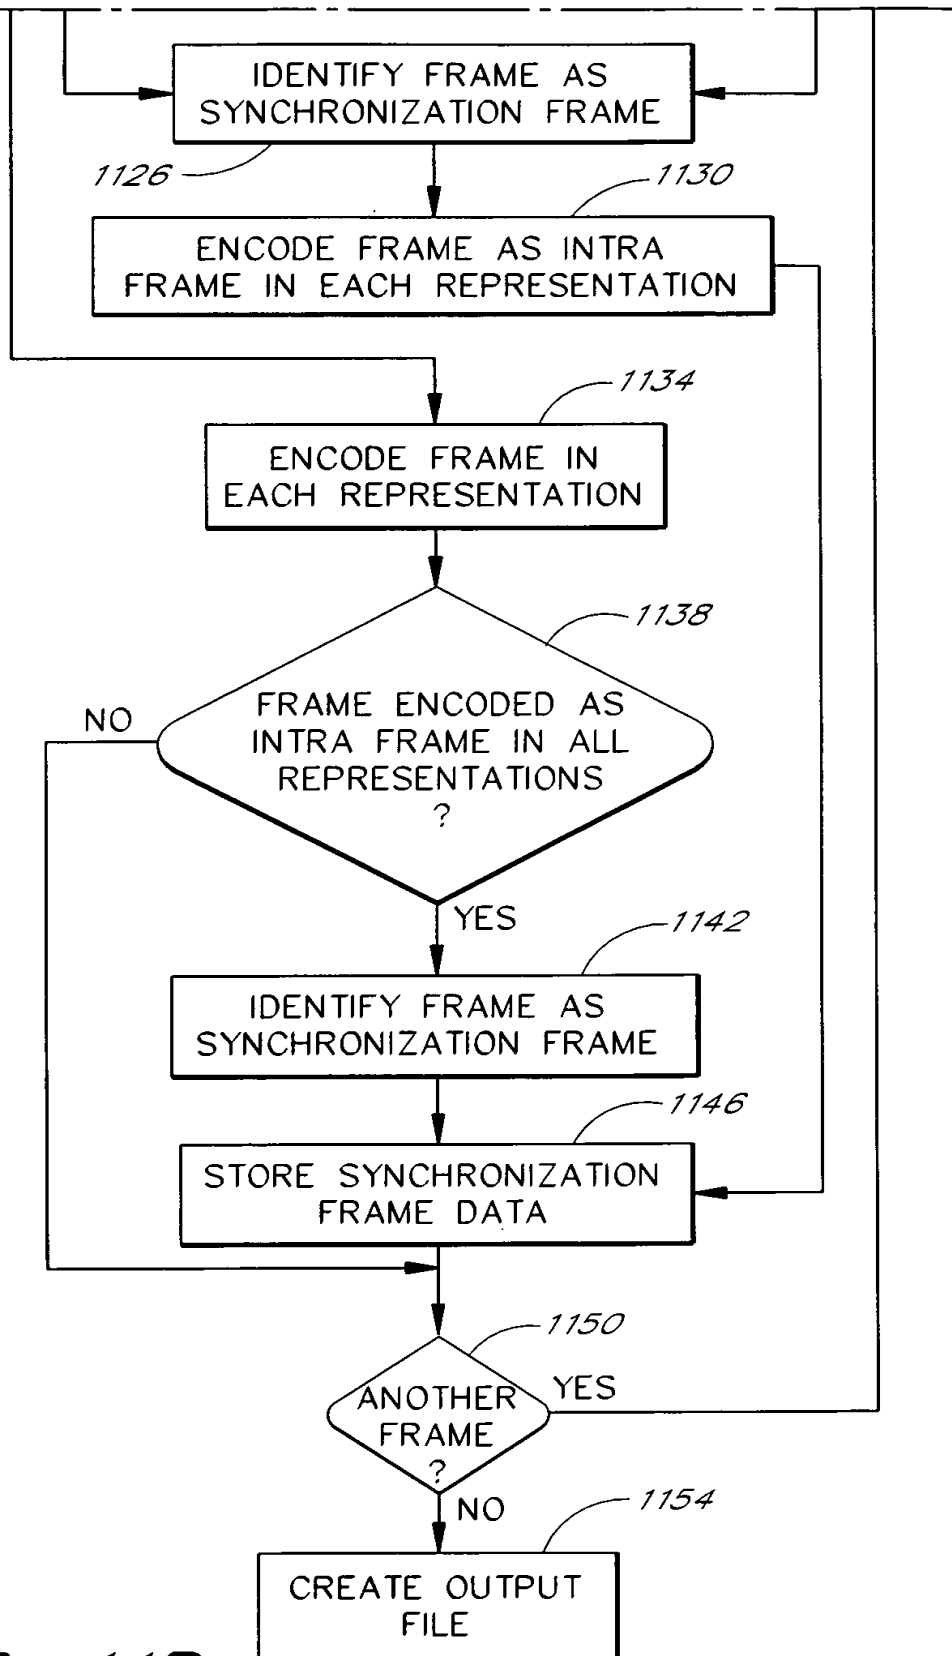 IDENTIFY FRAME AS
SYNCHRONIZATION FRAME
1126
1130
ENCODE FRAME AS INTRA
FRAME IN EACH REPRESENTATION
1134
ENCODE FRAME IN
EACH REPRESENTATION
1138
FRAME ENCODED AS
INTRA FRAME IN ALL
REPRESENTATIONS
?
NO
YES
1142
IDENTIFY FRAME AS
SYNCHRONIZATION FRAME
1146
STORE SYNCHRONIZATION
FRAME DATA
1150
ANOTHER
FRAME
?
YES
NO
1154
CREATE OUTPUT
FILE